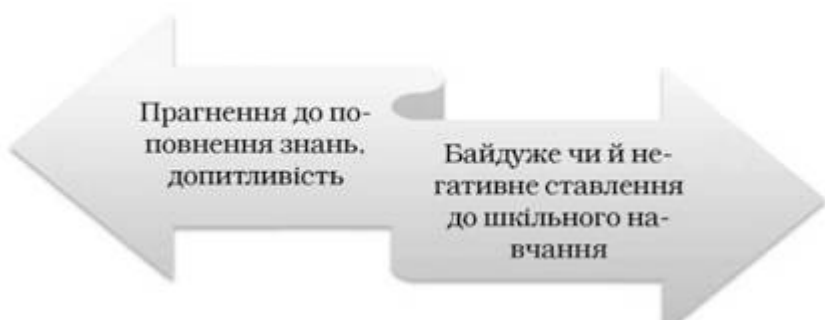 Прагнення до по-
повнення знань.
допитливість
Байдуже чи й не-
гативне ставлення
до шкільного на-
вчання